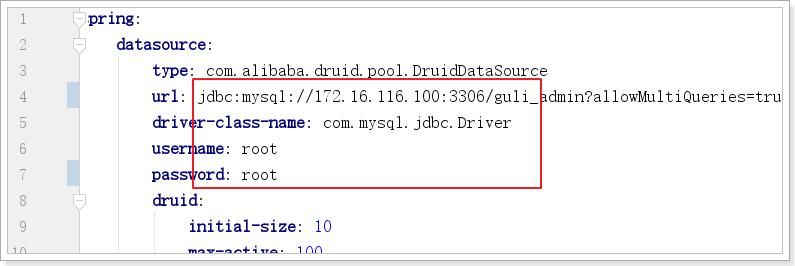 1 spring:
2 datasource:
3 type: com.alibaba.druid.pool.DruidDataSource
4 url: jdbc:mysql://172.16.116.100:3306/guli_admin?allowMultiQueries=tru
5 driver-class-name: com.mysql.jdbc.Driver
6 username: root
7 password: root
8 druid:
9 initial-size: 10
10 max-active: 100